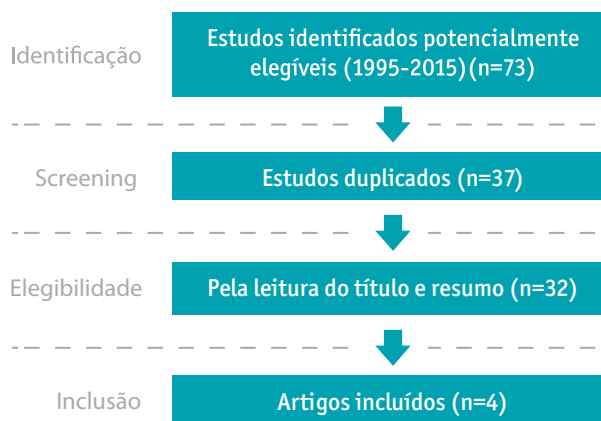 Identificação
Estudos identificados potencialmente
elegíveis (1995-2015)(n=73)
Screening
Estudos duplicados (n=37)
Elegibilidade
Pela leitura do título e resumo (n=32)
Inclusão
Artigos incluídos (n=4)